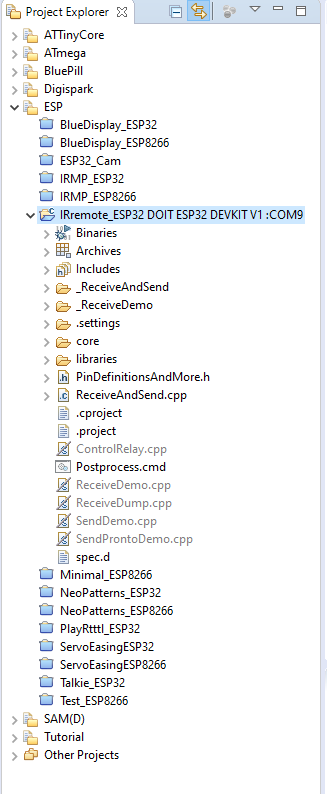 Project Explorer
ATTinyCore
ATmega
BluePill
Digispark
ESP
BlueDisplay_ESP32
BlueDisplay_ESP8266
ESP32_Cam
IRMP_ESP32
IRMP_ESP8266
IRremote_ESP32 DOIT ESP32 DEVKIT V1 :COM9
Binaries
Archives
Includes
_ReceiveAndSend
_ReceiveDemo
.settings
core
libraries
PinDefinitionsAndMore.h
ReceiveAndSend.cpp
.cproject
.project
ControlRelay.cpp
Postprocess.cmd
ReceiveDemo.cpp
ReceiveDump.cpp
SendDemo.cpp
SendProntoDemo.cpp
spec.d
Minimal_ESP8266
NeoPatterns_ESP32
NeoPatterns_ESP8266
PlayRtttl_ESP32
ServoEasingESP32
ServoEasingESP8266
Talkie_ESP32
Test_ESP8266
SAM(D)
Tutorial
Other Projects